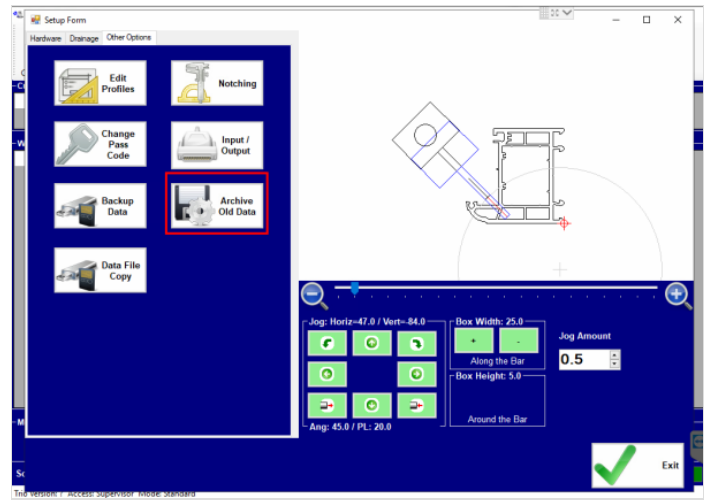 Setup Form
Hardware Drainage Other Options
Edit
Profiles
Notching
Change
Pass
Code
Input /
Output
Backup
Data
Archive
Old Data
Data File
Copy
Jog: Horiz=47.0 / Vert=-84.0
Box Width: 25.0
+ -
Along the Bar
Jog Amount
0.5
Box Height: 5.0
Around the Bar
Ang: 45.0 / PL: 20.0
Exit
Trio Version: / Access: Supervisor Mode: Standard